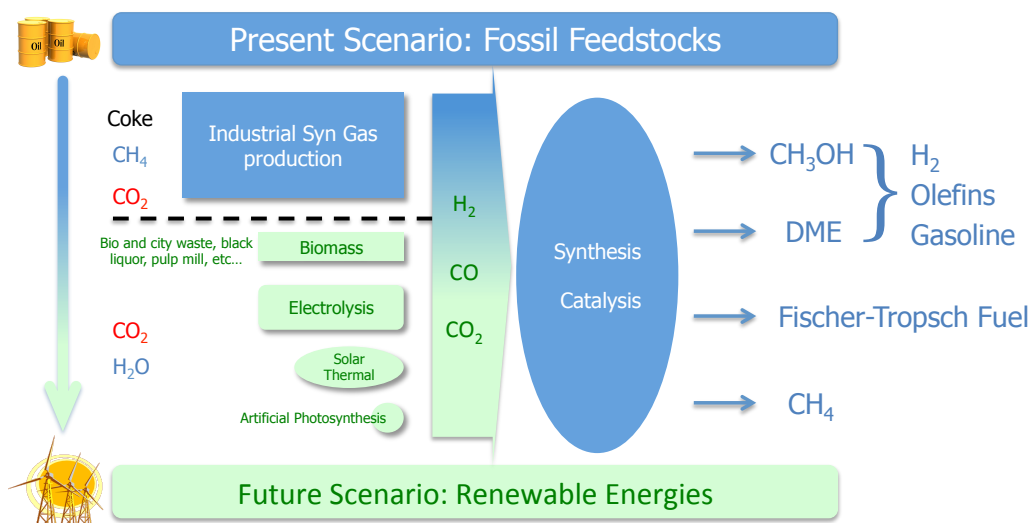 Present Scenario: Fossil Feedstocks
Oil
Oil
Coke
CH₄
CO₂
Industrial Syn Gas
production
Bio and city waste, black
liquor, pulp mill, etc…
Biomass
Electrolysis
CO₂
H₂O
Solar
Thermal
Artificial Photosynthesis
H₂
CO
CO₂
Synthesis
Catalysis
CH₃OH
DME
H₂
Olefins
Gasoline
Fischer-Tropsch Fuel
CH₄
Future Scenario: Renewable Energies